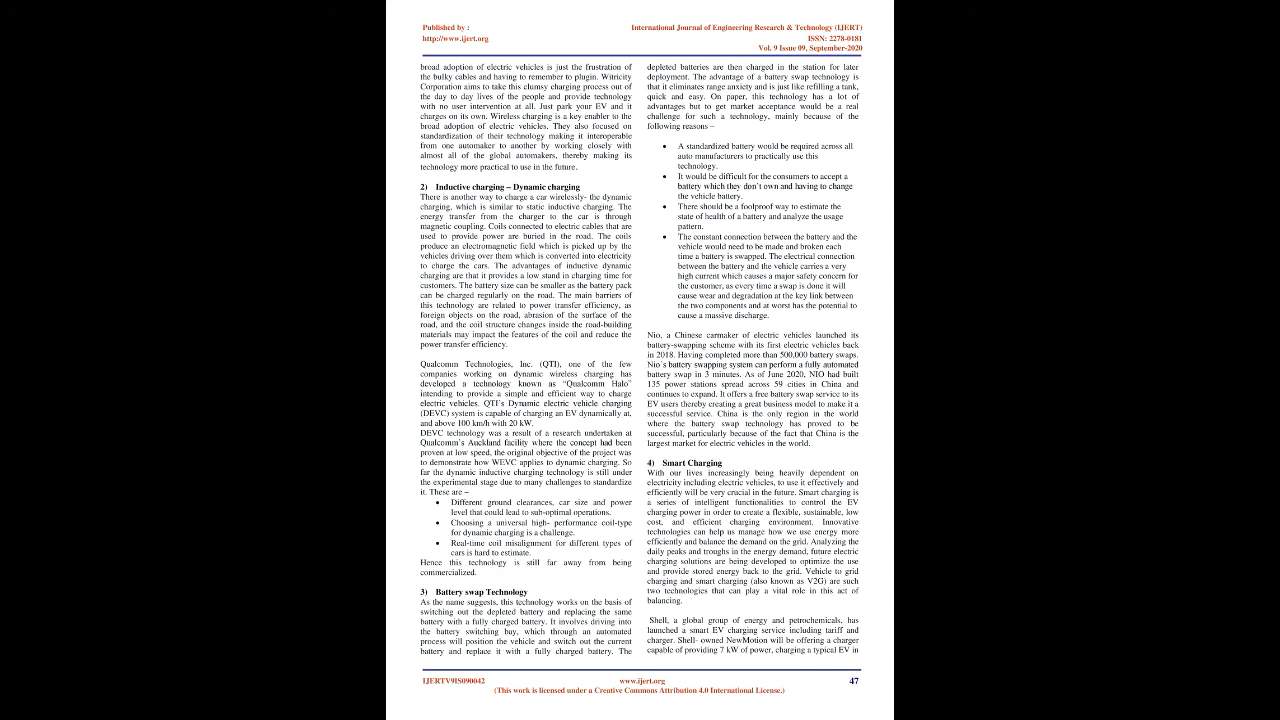 Published by :
http://www.ijert.org
International Journal of Engineering Research & Technology (IJERT)
ISSN: 2278-0181
Vol. 9 Issue 09, September-2020
broad adoption of electric vehicles is just the frustration of
the bulky cables and having to remember to plugin. Witricity
Corporation aims to take this clumsy charging process out of
the day to day lives of the people and provide technology
with no user intervention at all. Just park your EV and it
charges on its own. Wireless charging is a key enabler to the
broad adoption of electric vehicles. They also focused on
standardization of their technology making it interoperable
from one automaker to another by working closely with
almost all of the global automakers, thereby making its
technology more practical to use in the future.
2) Inductive charging – Dynamic charging
There is another way to charge a car wirelessly- the dynamic
charging, which is similar to static inductive charging. The
energy transfer from the charger to the car is through
magnetic coupling. Coils connected to electric cables that are
used to provide power are buried in the road. The coils
produce an electromagnetic field which is picked up by the
vehicles driving over them which is converted into electricity
to charge the cars. The advantages of inductive dynamic
charging are that it provides a low stand in charging time for
customers. The battery size can be smaller as the battery pack
can be charged regularly on the road. The main barriers of
this technology are related to power transfer efficiency, as
foreign objects on the road, abrasion of the surface of the
road, and the coil structure changes inside the road-building
materials may impact the features of the coil and reduce the
power transfer efficiency.
Qualcomm Technologies, Inc. (QTI), one of the few
companies working on dynamic wireless charging has
developed a technology known as “Qualcomm Halo”
intending to provide a simple and efficient way to charge
electric vehicles. QTI’s Dynamic electric vehicle charging
(DEVC) system is capable of charging an EV dynamically at,
and above 100 km/h with 20 kW.
DEVC technology was a result of a research undertaken at
Qualcomm’s Auckland facility where the concept had been
proven at low speed, the original objective of the project was
to demonstrate how WEVC applies to dynamic charging. So
far the dynamic inductive charging technology is still under
the experimental stage due to many challenges to standardize
it. These are –
• Different ground clearances, car size and power
level that could lead to sub-optimal operations.
• Choosing a universal high- performance coil-type
for dynamic charging is a challenge.
• Real-time coil misalignment for different types of
cars is hard to estimate.
Hence this technology is still far away from being
commercialized.
3) Battery swap Technology
As the name suggests, this technology works on the basis of
switching out the depleted battery and replacing the same
battery with a fully charged battery. It involves driving into
the battery switching bay, which through an automated
process will position the vehicle and switch out the current
battery and replace it with a fully charged battery. The
depleted batteries are then charged in the station for later
deployment. The advantage of a battery swap technology is
that it eliminates range anxiety and is just like refilling a tank,
quick and easy. On paper, this technology has a lot of
advantages but to get market acceptance would be a real
challenge for such a technology, mainly because of the
following reasons –
• A standardized battery would be required across all
auto manufacturers to practically use this
technology.
• It would be difficult for the consumers to accept a
battery which they don’t own and having to change
the vehicle battery.
• There should be a foolproof way to estimate the
state of health of a battery and analyze the usage
pattern.
• The constant connection between the battery and the
vehicle would need to be made and broken each
time a battery is swapped. The electrical connection
between the battery and the vehicle carries a very
high current which causes a major safety concern for
the customer, as every time a swap is done it will
cause wear and degradation at the key link between
the two components and at worst has the potential to
cause a massive discharge.
Nio, a Chinese carmaker of electric vehicles launched its
battery-swapping scheme with its first electric vehicles back
in 2018. Having completed more than 500,000 battery swaps.
Nio’s battery swapping system can perform a fully automated
battery swap in 3 minutes. As of June 2020, NIO had built
135 power stations spread across 59 cities in China and
continues to expand. It offers a free battery swap service to its
EV users thereby creating a great business model to make it a
successful service. China is the only region in the world
where the battery swap technology has proved to be
successful, particularly because of the fact that China is the
largest market for electric vehicles in the world.
4) Smart Charging
With our lives increasingly being heavily dependent on
electricity including electric vehicles, to use it effectively and
efficiently will be very crucial in the future. Smart charging is
a series of intelligent functionalities to control the EV
charging power in order to create a flexible, sustainable, low
cost, and efficient charging environment. Innovative
technologies can help us manage how we use energy more
efficiently and balance the demand on the grid. Analyzing the
daily peaks and troughs in the energy demand, future electric
charging solutions are being developed to optimize the use
and provide stored energy back to the grid. Vehicle to grid
charging and smart charging (also known as V2G) are such
two technologies that can play a vital role in this act of
balancing.
Shell, a global group of energy and petrochemicals, has
launched a smart EV charging service including tariff and
charger. Shell- owned NewMotion will be offering a charger
capable of providing 7 kW of power, charging a typical EV in
IJERTV9IS090042
www.ijert.org
47
(This work is licensed under a Creative Commons Attribution 4.0 International License.)